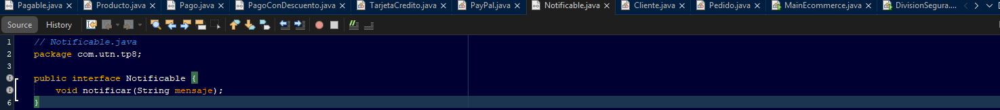 Pagable.java Producto.java Pago.java PagoConDescuento.java TarjetaCredito.java PayPal.java Notificable.java Cliente.java Pedido.java MainEcommerce.java DivisionSegura....
Source History
1 // Notificable.java
2 package com.utn.tp8;
3
public interface Notificable {
void notificar(String mensaje);
6 }